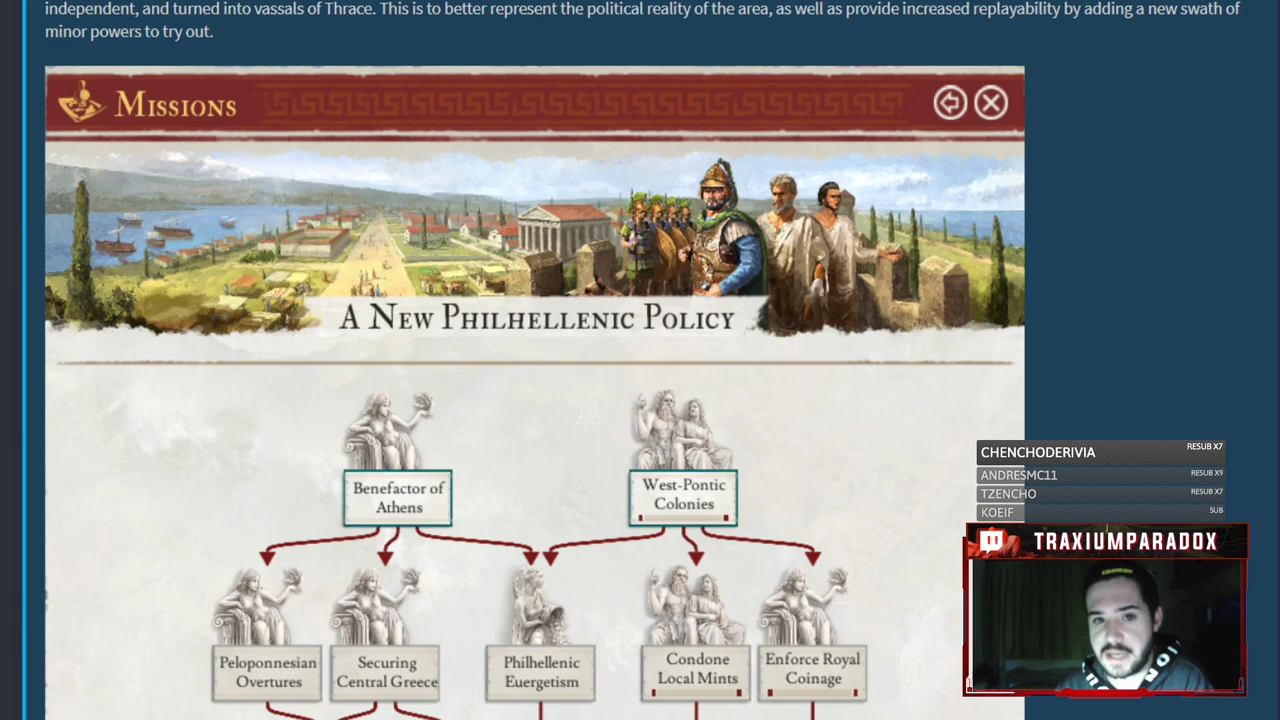 independent, and turned into vassals of Thrace. This is to better represent the political reality of the area, as well as provide increased replayability by adding a new swath of
minor powers to try out.
MISSIONS
A NEW PHILHELLENIC POLICY
Benefactor of
Athens
West-Pontic
Colonies
Peloponnesian
Overtures
Securing
Central Greece
Philhellenic
Euergetism
Condone
Local Mints
Enforce Royal
Coinage
CHENCHODERIVIA RESUB X7
ANDRESMC11 RESUB X9
TZENCHO RESUB X7
KOEIF SUB
TRAXIUMPARADOX